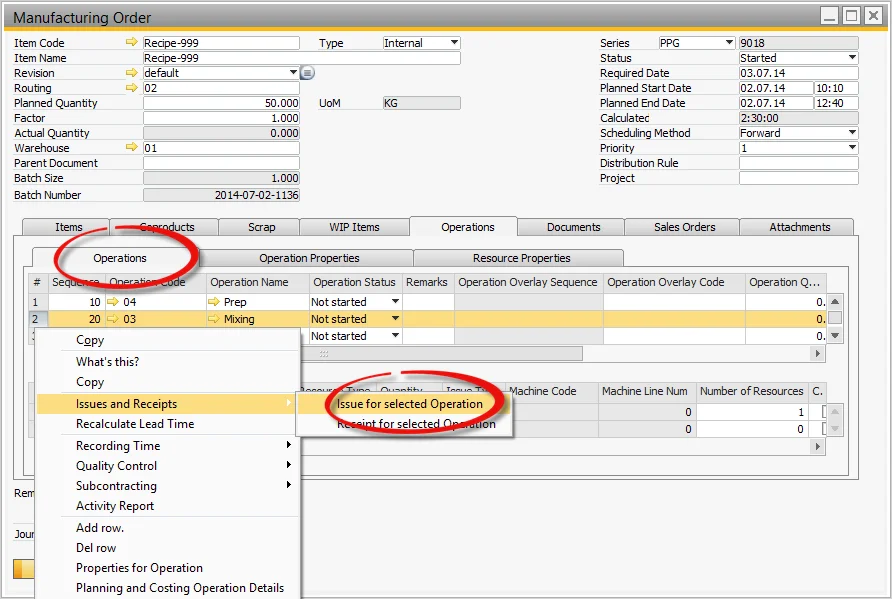 Manufacturing Order
Item Code Recipe-999 Type Internal Series PPG 9018
Item Name Recipe-999 Status Started
Revision default Required Date 03.07.14
Routing 02 Planned Start Date 02.07.14 10:10
Planned Quantity 50.000 UoM KG Planned End Date 02.07.14 12:40
Factor 1.000 Calculated 2:30:00
Actual Quantity 0.000 Scheduling Method Forward
Warehouse 01 Priority 1
Parent Document Distribution Rule
Batch Size 1.000 Project
Batch Number 2014-07-02-1136
Items Coproducts Scrap WIP Items Operations Documents Sales Orders Attachments
Operations Operation Properties Resource Properties
# Sequence Operation Code Operation Name Operation Status Remarks Operation Overlay Sequence Operation Overlay Code Operation Q...
1 10 04 Prep Not started 0.
2 20 03 Mixing Not started 0.
Not started 0.
Copy
What's this?
Copy
Resource Type Quantity Issue Machine Code Machine Line Num Number of Resources C.
Issues and Receipts Issue for selected Operation 0 1
Recalculate Lead Time Receipt for selected Operation 0 0
Recording Time
Quality Control
Subcontracting
Rem
Activity Report
Add row.
Jour
Del row
Properties for Operation
Planning and Costing Operation Details